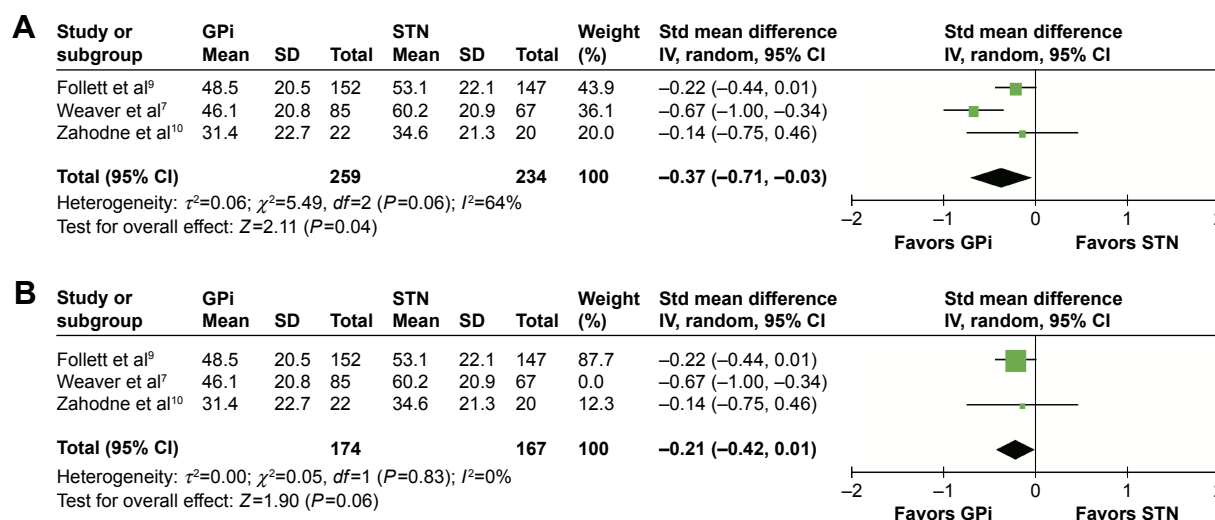 A
Study or GPi STN Weight Std mean difference Std mean difference
subgroup Mean SD Total Mean SD Total (%) IV, random, 95% CI IV, random, 95% CI
Follett et al⁹ 48.5 20.5 152 53.1 22.1 147 43.9 –0.22 (–0.44, 0.01)
Weaver et al⁷ 46.1 20.8 85 60.2 20.9 67 36.1 –0.67 (–1.00, –0.34)
Zahodne et al¹⁰ 31.4 22.7 22 34.6 21.3 20 20.0 –0.14 (–0.75, 0.46)
Total (95% CI) 259 234 100 –0.37 (–0.71, –0.03)
Heterogeneity: τ²=0.06; χ²=5.49, df=2 (P=0.06); I²=64%
Test for overall effect: Z=2.11 (P=0.04)
–2 –1 0 1
Favors GPi Favors STN
B
Study or GPi STN Weight Std mean difference Std mean difference
subgroup Mean SD Total Mean SD Total (%) IV, random, 95% CI IV, random, 95% CI
Follett et al⁹ 48.5 20.5 152 53.1 22.1 147 87.7 –0.22 (–0.44, 0.01)
Weaver et al⁷ 46.1 20.8 85 60.2 20.9 67 0.0 –0.67 (–1.00, –0.34)
Zahodne et al¹⁰ 31.4 22.7 22 34.6 21.3 20 12.3 –0.14 (–0.75, 0.46)
Total (95% CI) 174 167 100 –0.21 (–0.42, 0.01)
Heterogeneity: τ²=0.00; χ²=0.05, df=1 (P=0.83); I²=0%
Test for overall effect: Z=1.90 (P=0.06)
–2 –1 0 1
Favors GPi Favors STN